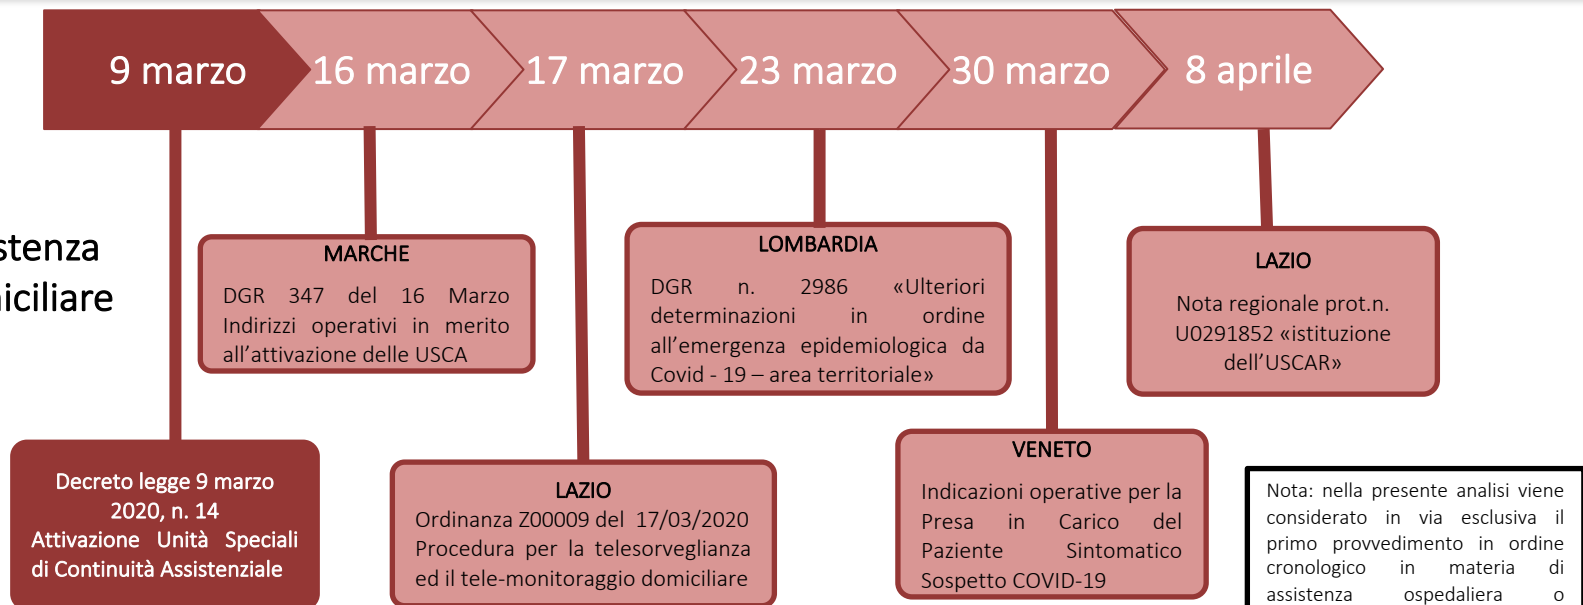 9 marzo
16 marzo
17 marzo
23 marzo
30 marzo
8 aprile
MARCHE
DGR 347 del 16 Marzo
Indirizzi operativi in merito
all’attivazione delle USCA
LOMBARDIA
DGR n. 2986 «Ulteriori
determinazioni in ordine
all’emergenza epidemiologica da
Covid - 19 – area territoriale»
LAZIO
Nota regionale prot.n.
U0291852 «istituzione
dell’USCAR»
Decreto legge 9 marzo
2020, n. 14
Attivazione Unità Speciali
di Continuità Assistenziale
LAZIO
Ordinanza Z00009 del 17/03/2020
Procedura per la telesorveglianza
ed il tele-monitoraggio domiciliare
VENETO
Indicazioni operative per la
Presa in Carico del
Paziente Sintomatico
Sospetto COVID-19
Nota: nella presente analisi viene
considerato in via esclusiva il
primo provvedimento in ordine
cronologico in materia di
assistenza ospedaliera o